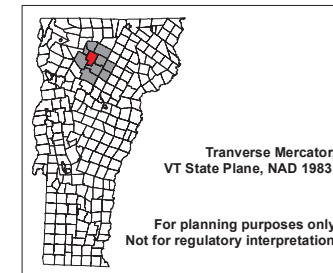 Tranverse Mercator,
VT State Plane, NAD 1983
For planning purposes only
Not for regulatory interpretation